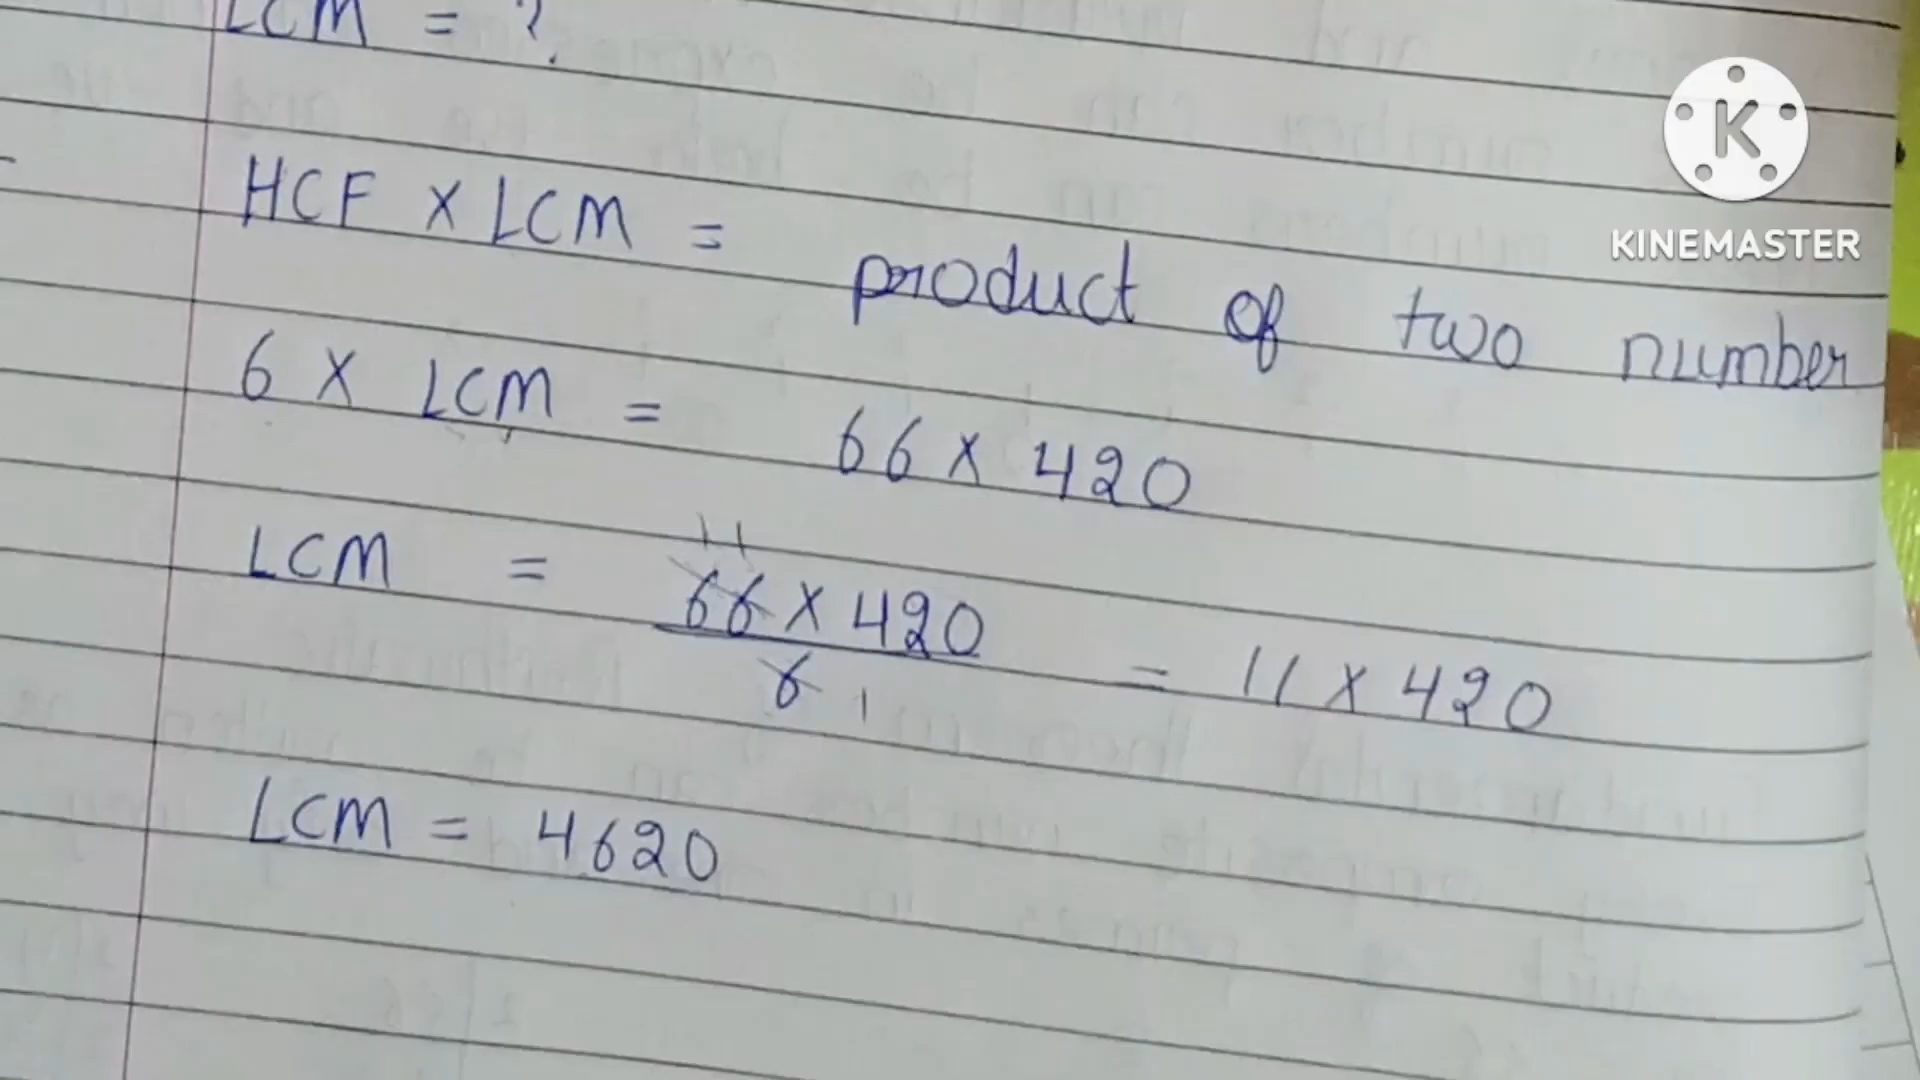 LCM = ?
HCF X LCM = product of two number
6 X LCM = 66 X 420
LCM = 66 X 420 / 6 = 11 X 420
11
1
LCM = 4620
K
KINEMASTER